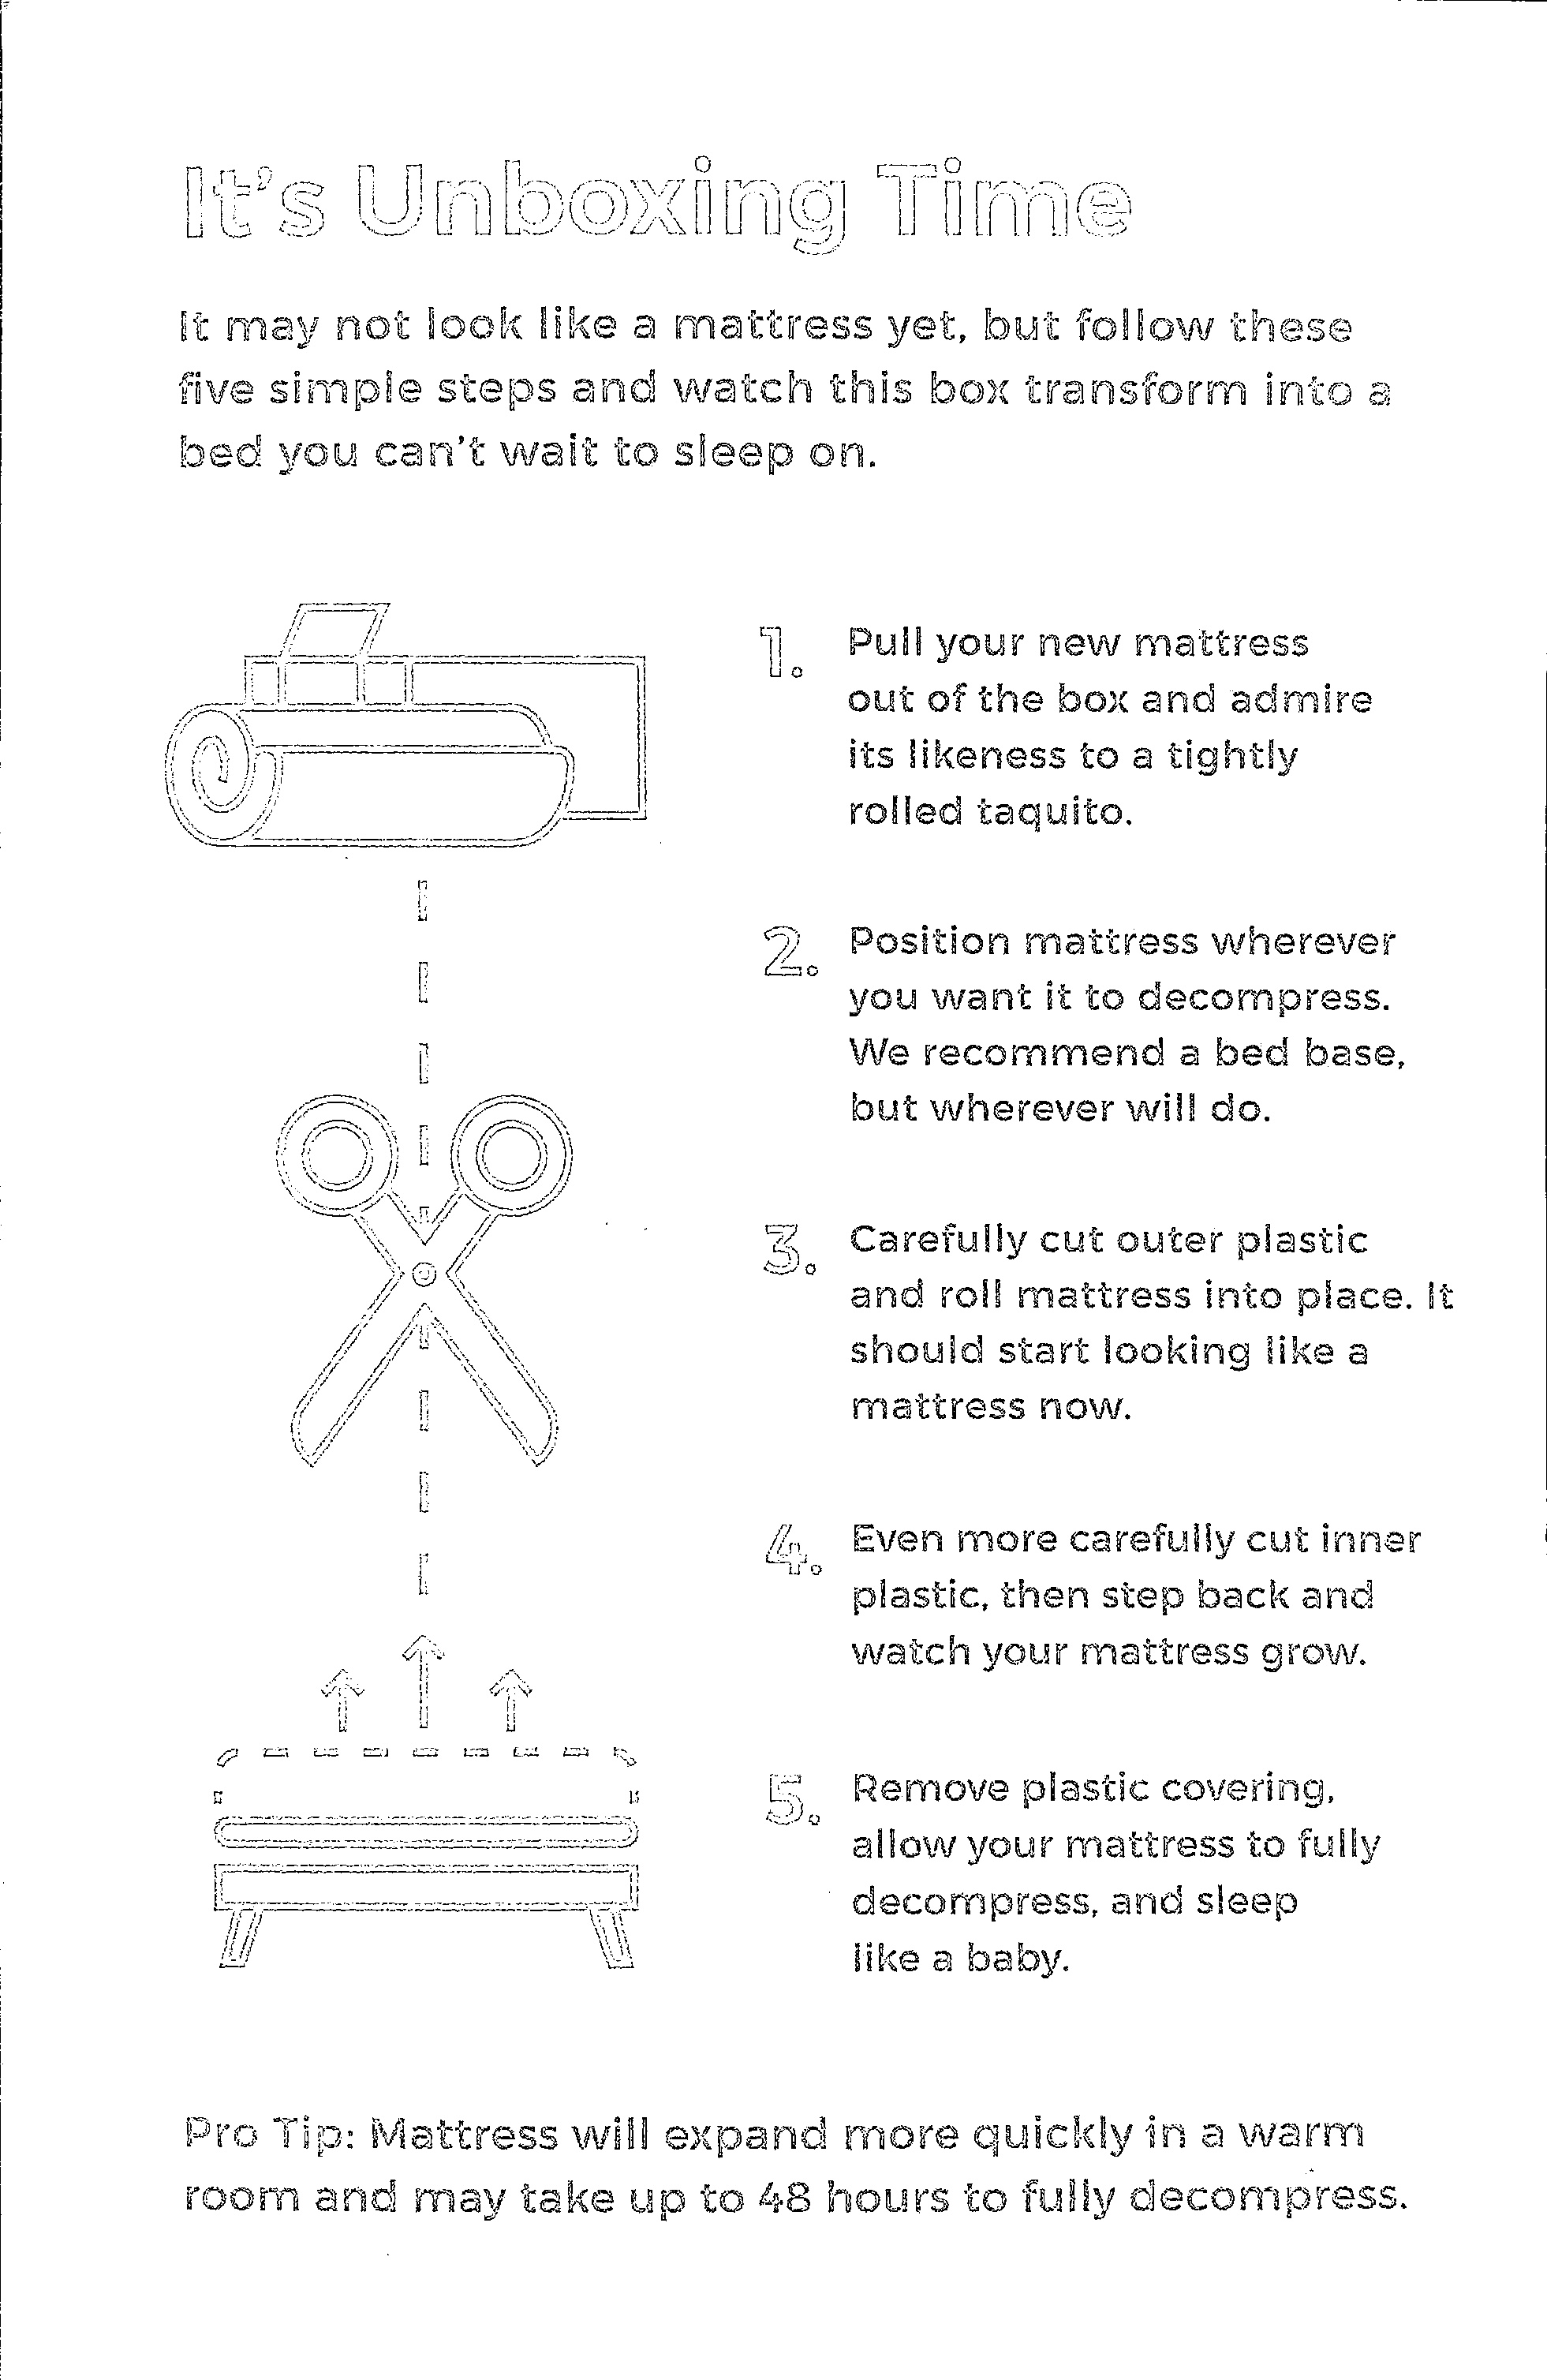 It's Unboxing Time
It may not look like a mattress yet, but follow these
five simple steps and watch this box transform into a
bed you can't wait to sleep on.
1. Pull your new mattress
out of the box and admire
its likeness to a tightly
rolled taquito.
2. Position mattress wherever
you want it to decompress.
We recommend a bed base,
but wherever will do.
3. Carefully cut outer plastic
and roll mattress into place. It
should start looking like a
mattress now.
4. Even more carefully cut inner
plastic, then step back and
watch your mattress grow.
5. Remove plastic covering,
allow your mattress to fully
decompress, and sleep
like a baby.
Pro Tip: Mattress will expand more quickly in a warm
room and may take up to 48 hours to fully decompress.